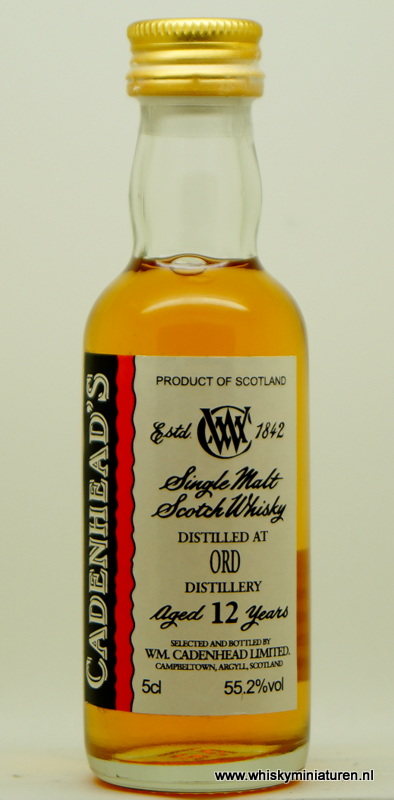 CADENHEAD'S
PRODUCT OF SCOTLAND
Estd. WMC 1842
Single Malt
Scotch Whisky
DISTILLED AT
ORD
DISTILLERY
Aged 12 Years
SELECTED AND BOTTLED BY
WM. CADENHEAD LIMITED.
CAMPBELTOWN, ARGYLL, SCOTLAND
5cl 55.2%vol
www.whiskyminiaturen.nl